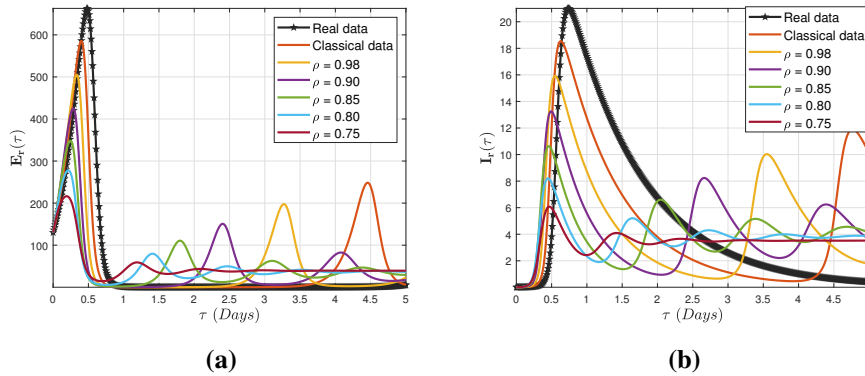 E_r(τ)
600
500
400
300
200
100
0
0.5
1
1.5
2
2.5
3
3.5
4
4.5
5
τ (Days)
Real data
Classical data
ρ = 0.98
ρ = 0.90
ρ = 0.85
ρ = 0.80
ρ = 0.75
(a)
I_r(τ)
20
18
16
14
12
10
8
6
4
2
0
0.5
1
1.5
2
2.5
3
3.5
4
4.5
τ (Days)
Real data
Classical data
ρ = 0.98
ρ = 0.90
ρ = 0.85
ρ = 0.80
ρ = 0.75
(b)